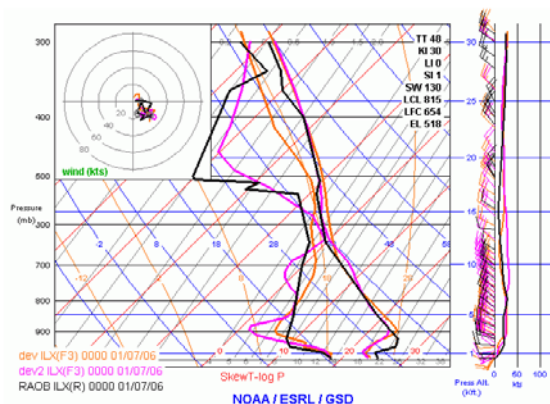 300
400
500
600
700
800
900
Pressure
(mb)
20
40
60
80
wind (kts)
TT 48
KI 30
LI 0
SI 1
SW 130
LCL 815
LFC 654
EL 518
30
25
20
15
10
5
1
-2
8
18
28
38
48
58
-12
0
10
20
30
dev ILX(F3) 0000 01/07/06
dev2 ILX(F3) 0000 01/07/06
RAOB ILX(R) 0000 01/07/06
SkewT-log P
NOAA / ESRL / GSD
Press Alt.
(Kft.)
0 50 100
kts